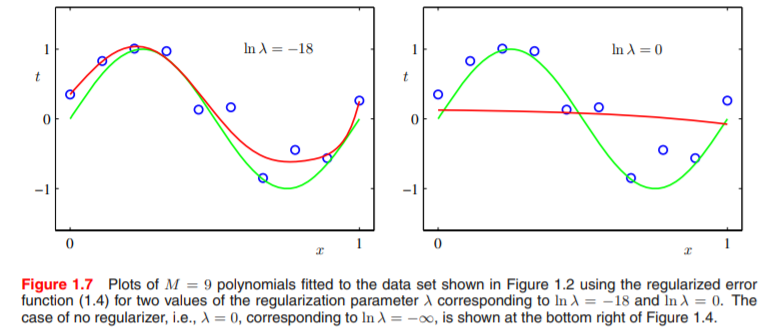 ln λ = −18
1
t
0
−1
0
x
1
ln λ = 0
1
t
0
−1
0
x
1
Figure 1.7 Plots of M = 9 polynomials fitted to the data set shown in Figure 1.2 using the regularized error
function (1.4) for two values of the regularization parameter λ corresponding to ln λ = −18 and ln λ = 0. The
case of no regularizer, i.e., λ = 0, corresponding to ln λ = −∞, is shown at the bottom right of Figure 1.4.